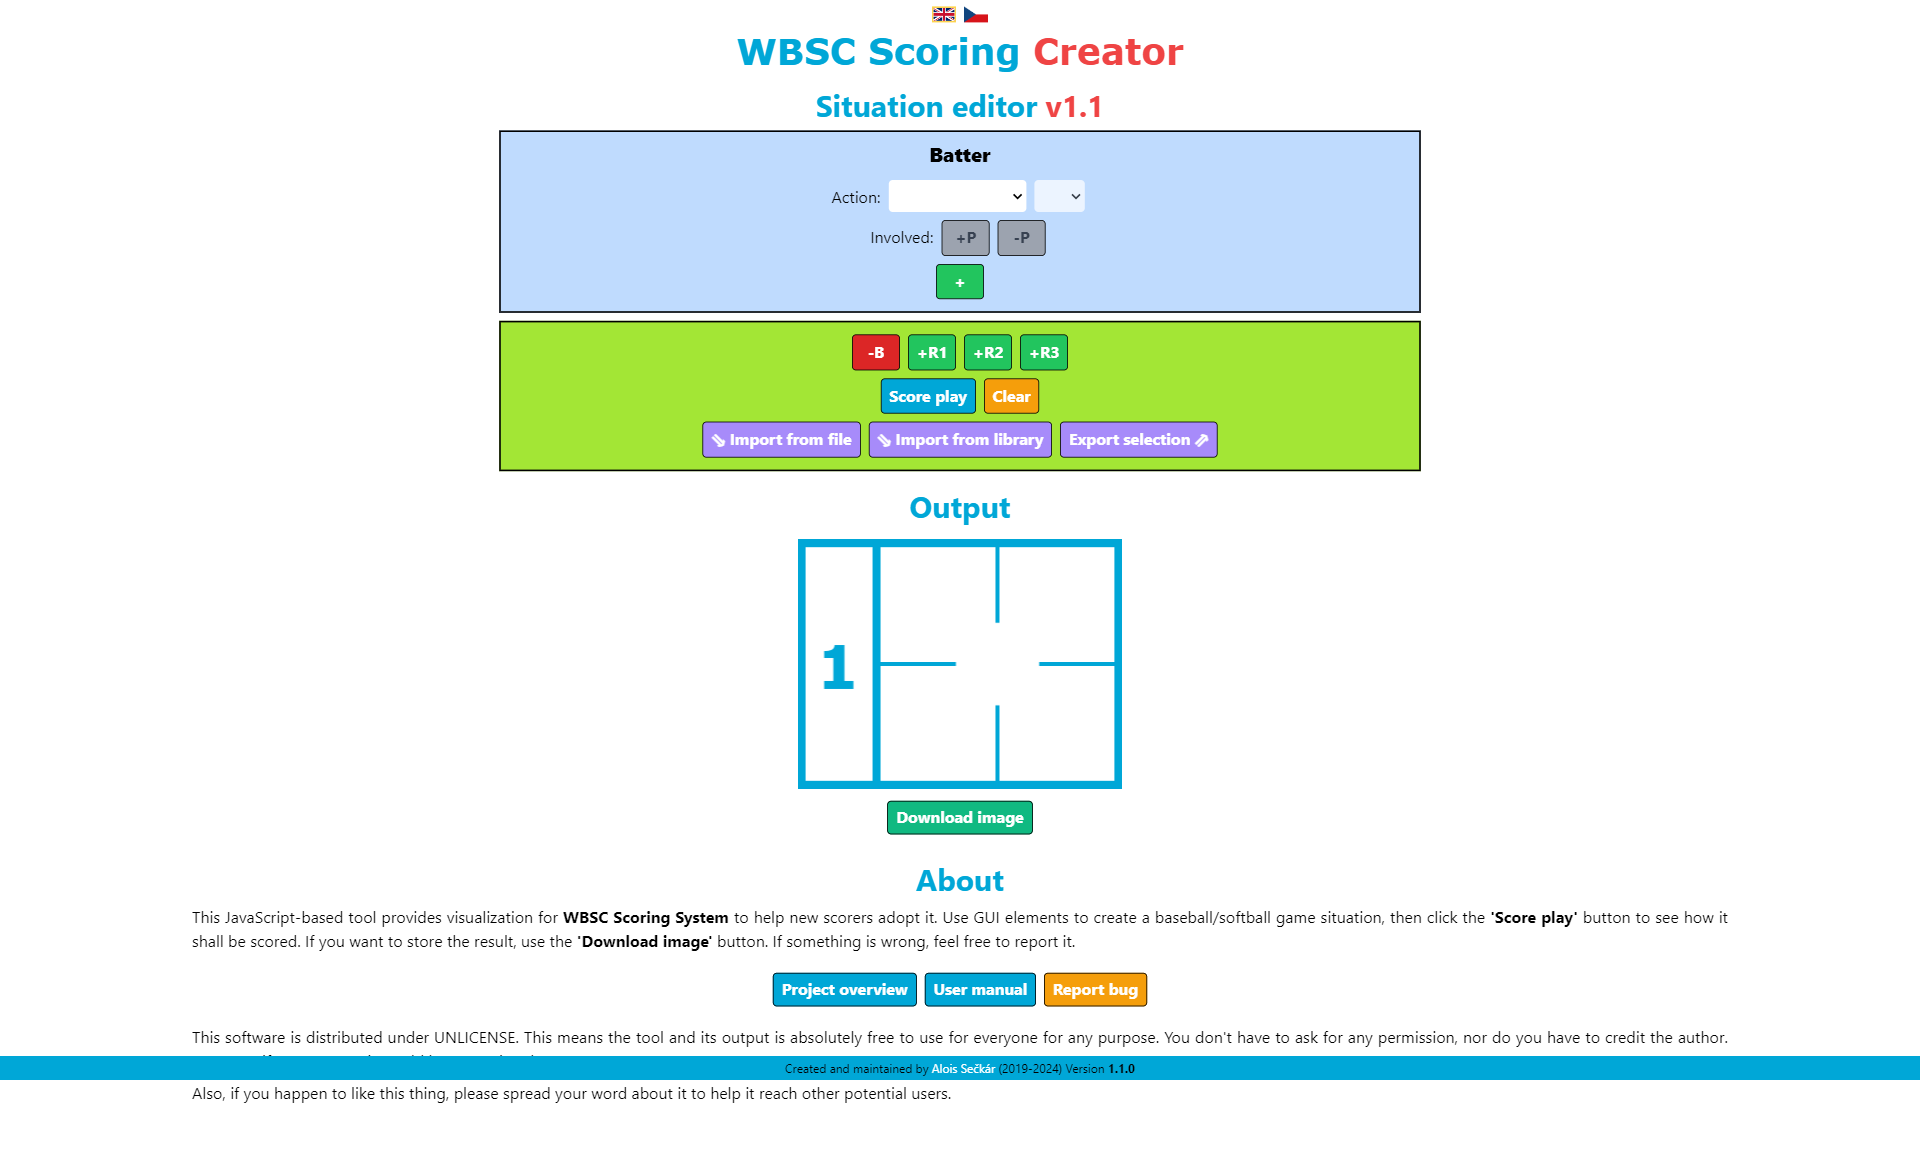 WBSC Scoring Creator
Situation editor v1.1
Batter
Action:
Involved: +P -P
+
-B +R1 +R2 +R3
Score play Clear
⇘ Import from file ⇘ Import from library Export selection ⇗
Output
1
Download image
About
This JavaScript-based tool provides visualization for WBSC Scoring System to help new scorers adopt it. Use GUI elements to create a baseball/softball game situation, then click the 'Score play' button to see how it
shall be scored. If you want to store the result, use the 'Download image' button. If something is wrong, feel free to report it.
Project overview User manual Report bug
This software is distributed under UNLICENSE. This means the tool and its output is absolutely free to use for everyone for any purpose. You don't have to ask for any permission, nor do you have to credit the author.
Created and maintained by Alois Sečkár (2019-2024) Version 1.1.0
Also, if you happen to like this thing, please spread your word about it to help it reach other potential users.